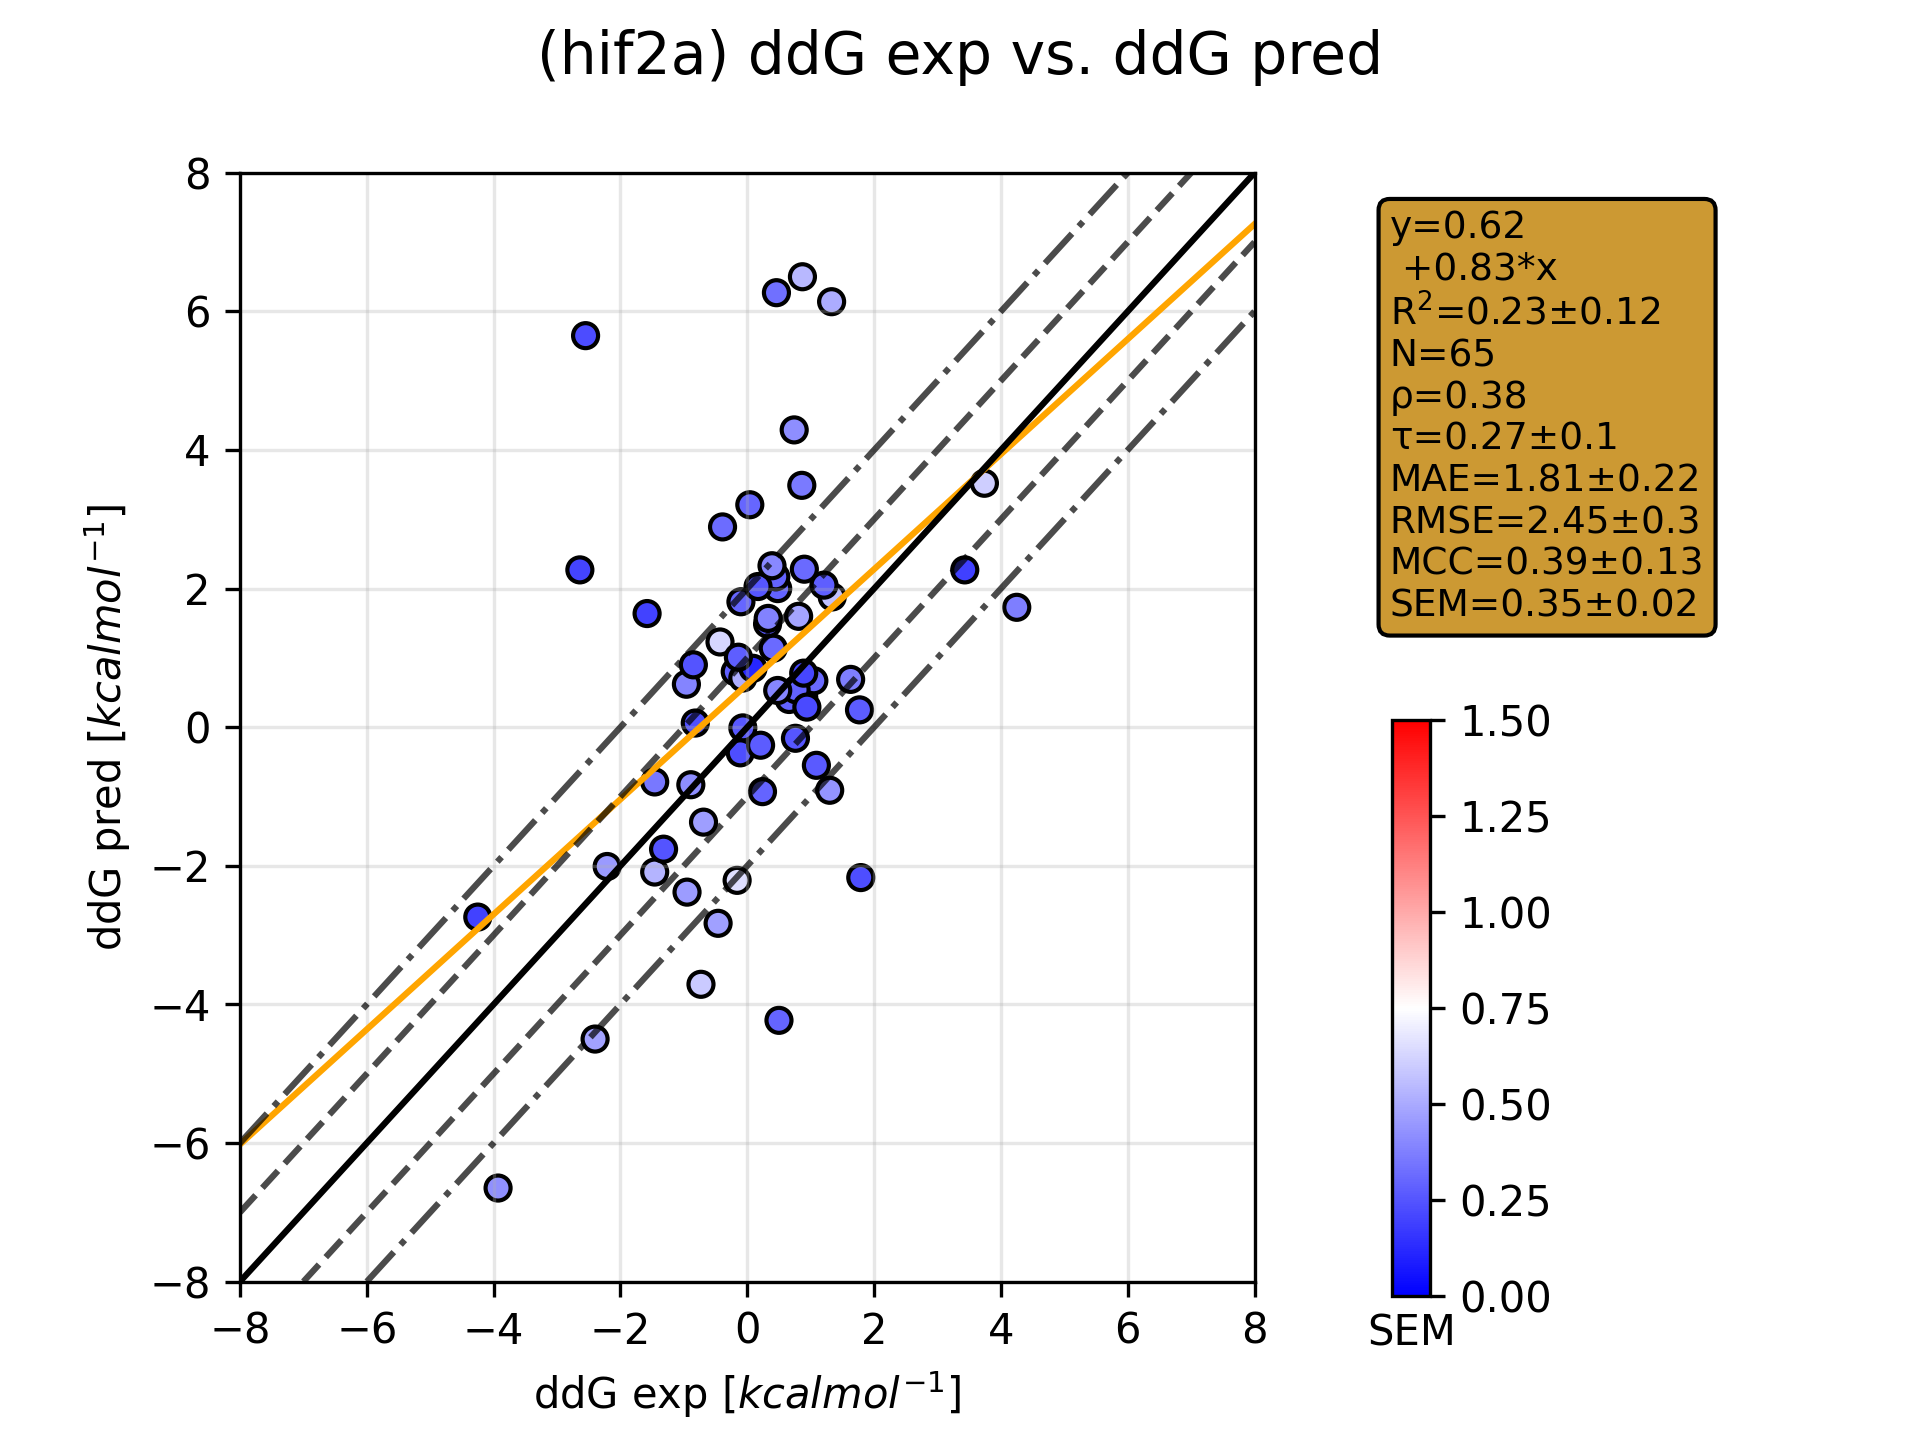 (hif2a) ddG exp vs. ddG pred
8
6
4
2
0
−2
−4
−6
−8
ddG pred [kcalmol⁻¹]
−8 −6 −4 −2 0 2 4 6 8
ddG exp [kcalmol⁻¹]
y=0.62
+0.83*x
R²=0.23±0.12
N=65
ρ=0.38
τ=0.27±0.1
MAE=1.81±0.22
RMSE=2.45±0.3
MCC=0.39±0.13
SEM=0.35±0.02
1.50
1.25
1.00
0.75
0.50
0.25
0.00
SEM